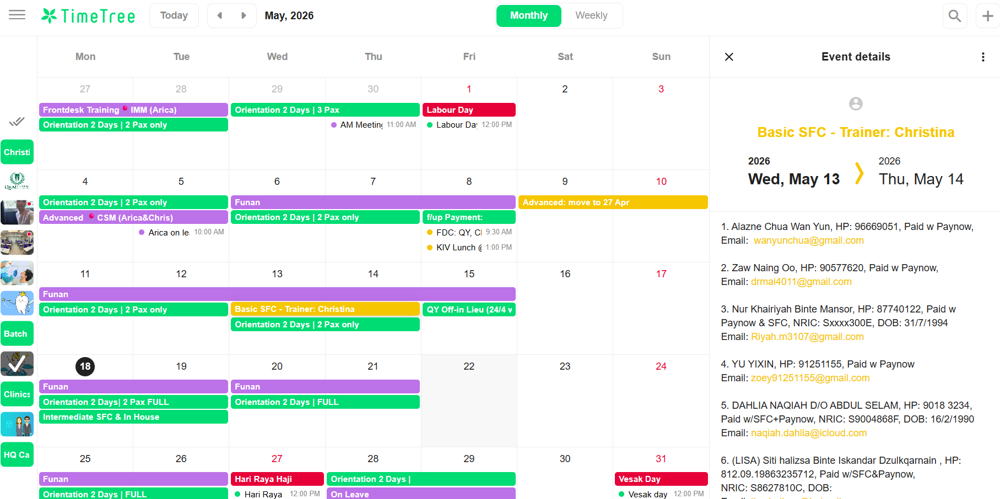 TimeTree
Today
May, 2026
Monthly
Weekly
Mon Tue Wed Thu Fri Sat Sun
Event details
27 28 29 30 1 2 3
Frontdesk Training 📍 IMM (Arica)
Orientation 2 Days | 3 Pax
Labour Day
Orientation 2 Days | 2 Pax only
AM Meetin 11:00 AM
Labour Da 12:00 PM
4 5 6 7 8 9 10
Orientation 2 Days | 2 Pax only
Funan
Advanced: move to 27 Apr
Advanced 📍 CSM (Arica&Chris)
Orientation 2 Days | 2 Pax only
f/up Payment:
Arica on le 10:00 AM
FDC: QY, C 9:30 AM
KIV Lunch @ 1:00 PM
11 12 13 14 15 16 17
Funan
Orientation 2 Days | 2 Pax only
Basic SFC - Trainer: Christina
QY Off-in Lieu (24/4 w
Orientation 2 Days | 2 Pax only
18 19 20 21 22 23 24
Funan
Funan
Orientation 2 Days| 2 Pax FULL
Orientation 2 Days | FULL
Intermediate SFC & In House
25 26 27 28 29 30 31
Funan
Hari Raya Haji
Orientation 2 Days |
Vesak Day
Orientation 2 Days | FULL
Hari Raya 12:00 PM
On Leave
Vesak day 12:00 PM
Christi
Q&M
Batch
Clinics
HQ Ca
Basic SFC - Trainer: Christina
2026
Wed, May 13
2026
Thu, May 14
1. Alazne Chua Wan Yun, HP: 96669051, Paid w Paynow,
Email: wanyunchua@gmail.com
2. Zaw Naing Oo, HP: 90577620, Paid w Paynow,
Email: drmai4011@gmail.com
3. Nur Khairiyah Binte Mansor, HP: 87740122, Paid w
Paynow & SFC, NRIC: Sxxxx300E, DOB: 31/7/1994
Email: Riyah.m3107@gmail.com
4. YU YIXIN, HP: 91251155, Paid w Paynow
Email: zoey91251155@gmail.com
5. DAHLIA NAQIAH D/O ABDUL SELAM, HP: 9018 3234,
Paid w/SFC+Paynow, NRIC: S9004868F, DOB: 16/2/1990
Email: naqiah.dahlia@icloud.com
6. (LISA) Siti halizsa Binte Iskandar Dzulkqarnain , HP:
812.09.19863235712, Paid w/SFC&Paynow,
NRIC: S8627810C, DOB: